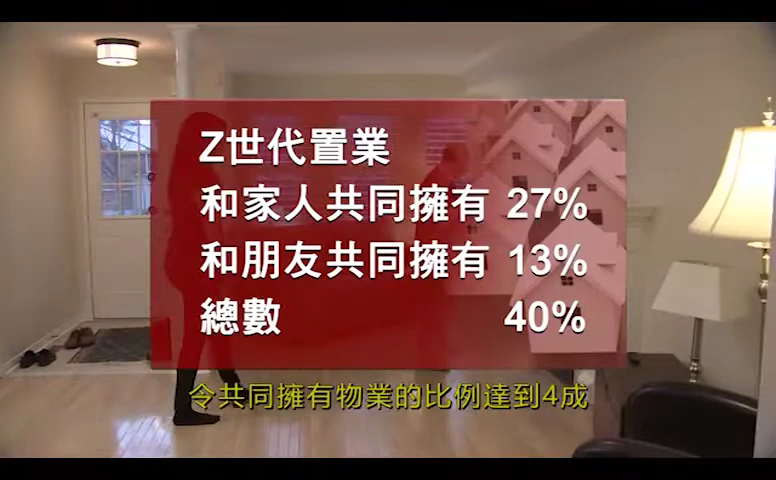 Z世代置業
和家人共同擁有 27%
和朋友共同擁有 13%
總數 40%
令共同擁有物業的比例達到4成